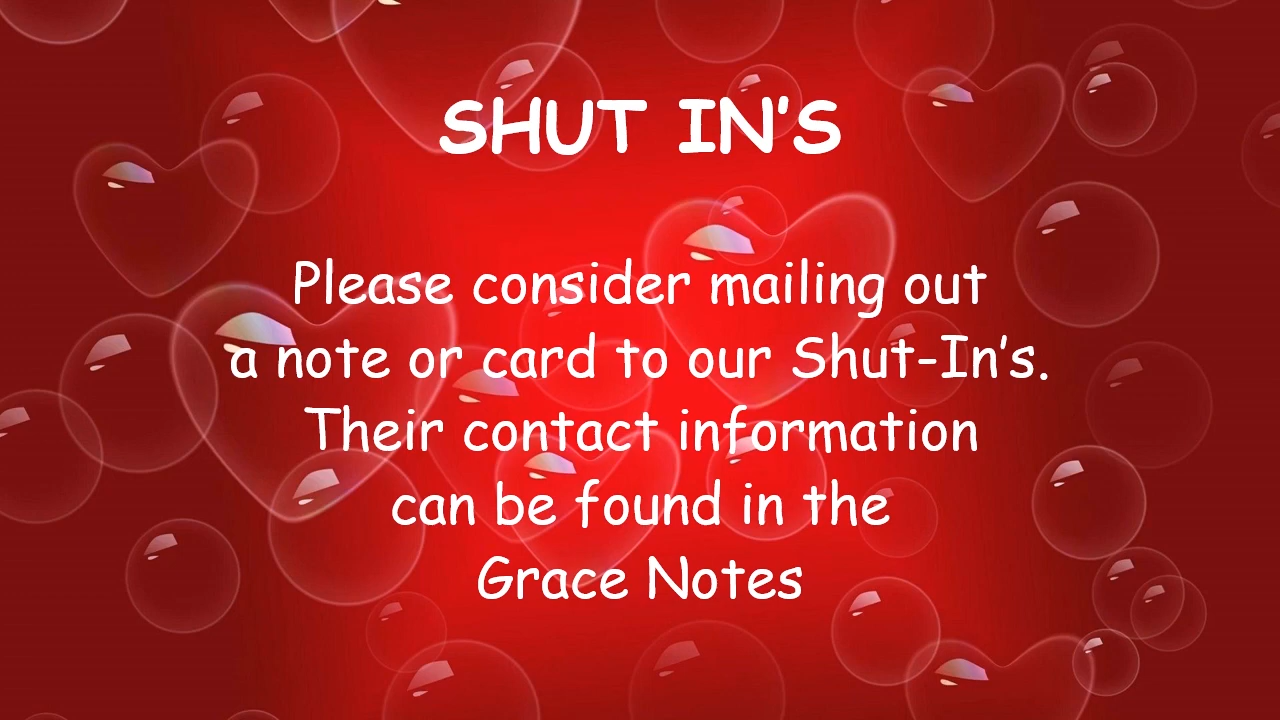 SHUT IN’S
Please consider mailing out
a note or card to our Shut-In’s.
Their contact information
can be found in the
Grace Notes